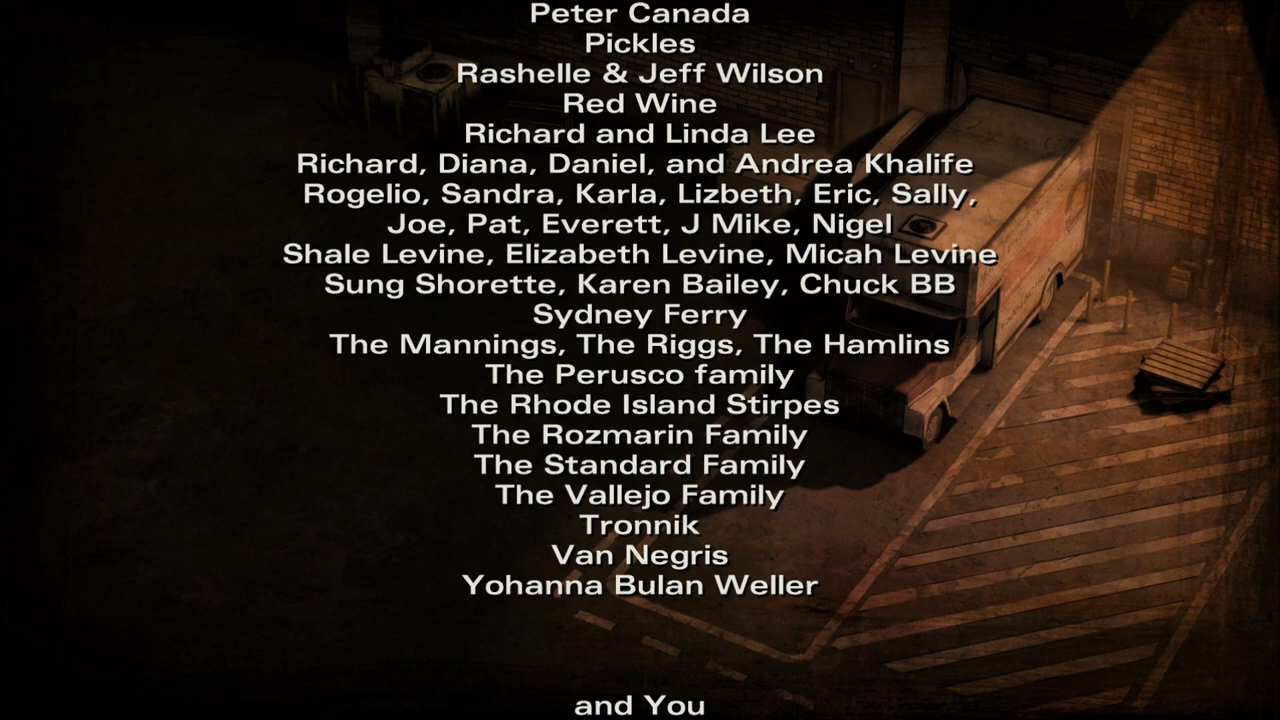 Peter Canada
Pickles
Rashelle & Jeff Wilson
Red Wine
Richard and Linda Lee
Richard, Diana, Daniel, and Andrea Khalife
Rogelio, Sandra, Karla, Lizbeth, Eric, Sally,
Joe, Pat, Everett, J Mike, Nigel
Shale Levine, Elizabeth Levine, Micah Levine
Sung Shorette, Karen Bailey, Chuck BB
Sydney Ferry
The Mannings, The Riggs, The Hamlins
The Perusco family
The Rhode Island Stirpes
The Rozmarin Family
The Standard Family
The Vallejo Family
Tronnik
Van Negris
Yohanna Bulan Weller
and You